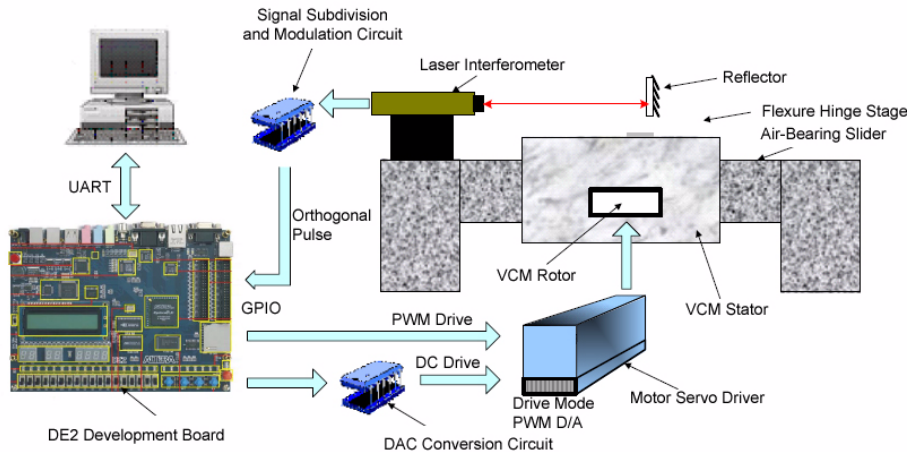 Signal Subdivision
and Modulation Circuit
Laser Interferometer
Reflector
Flexure Hinge Stage
Air-Bearing Slider
UART
Orthogonal
Pulse
VCM Rotor
VCM Stator
GPIO
PWM Drive
DC Drive
Drive Mode
PWM D/A
Motor Servo Driver
DE2 Development Board
DAC Conversion Circuit